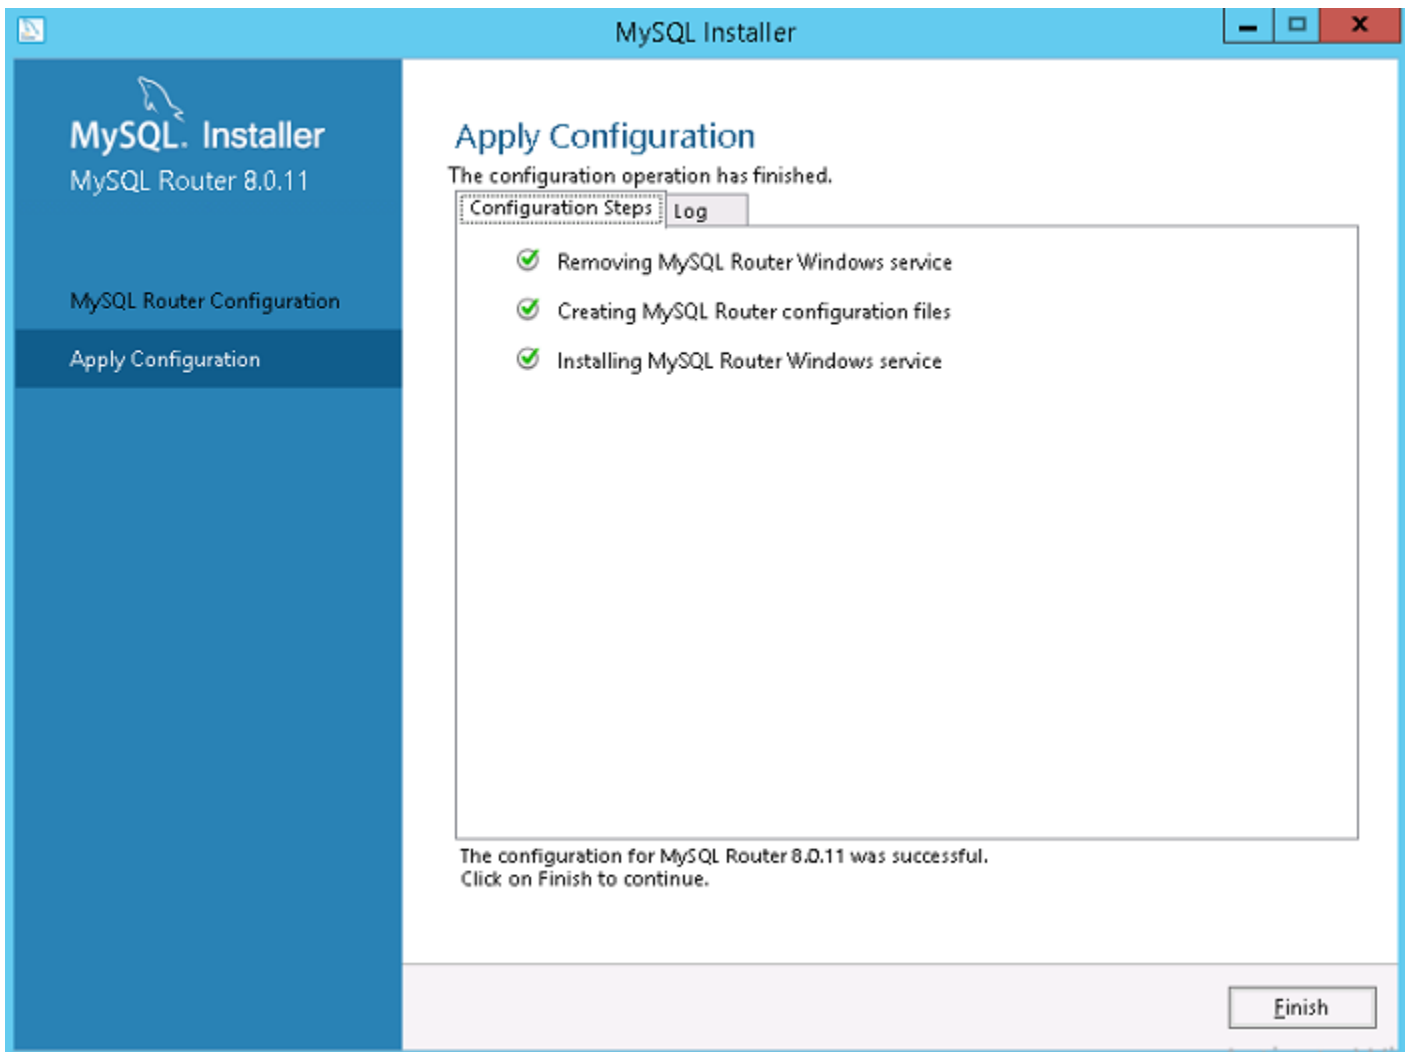 MySQL Installer
MySQL. Installer
MySQL Router 8.0.11
MySQL Router Configuration
Apply Configuration
Apply Configuration
The configuration operation has finished.
Configuration Steps
Log
Removing MySQL Router Windows service
Creating MySQL Router configuration files
Installing MySQL Router Windows service
The configuration for MySQL Router 8.0.11 was successful.
Click on Finish to continue.
Finish